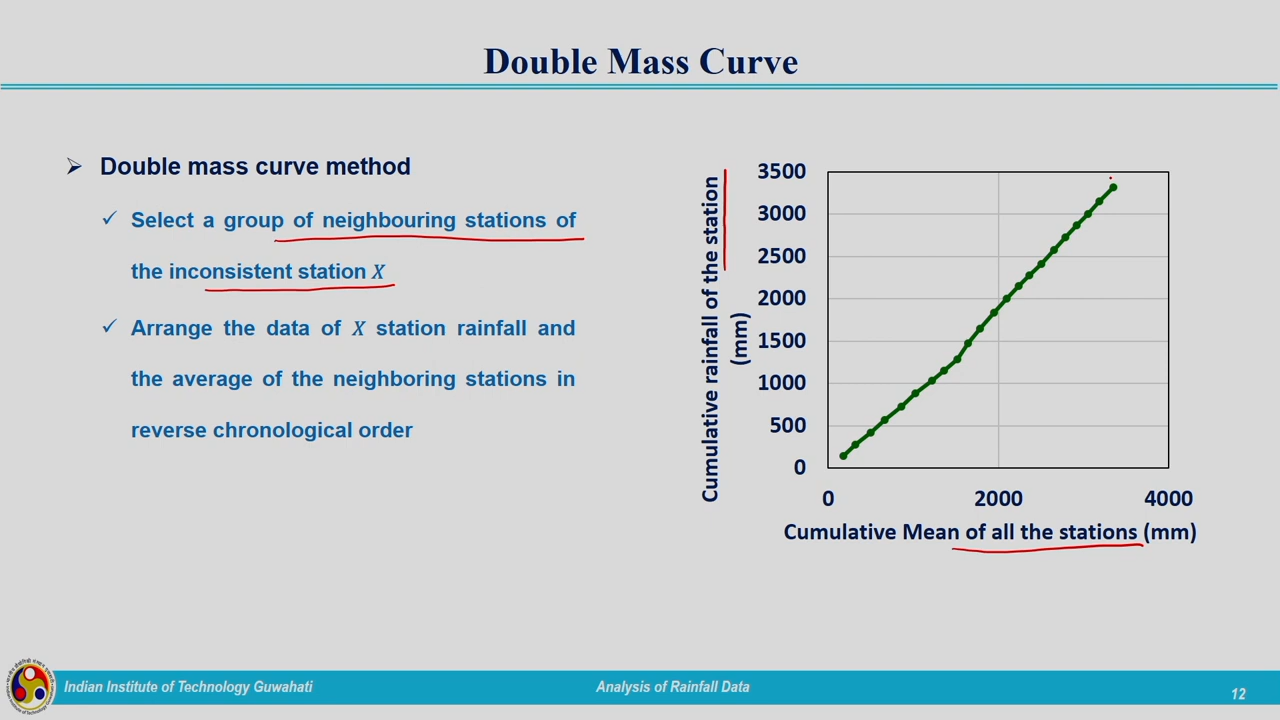 Double Mass Curve
➢ Double mass curve method
✓ Select a group of neighbouring stations of
the inconsistent station X
✓ Arrange the data of X station rainfall and
the average of the neighboring stations in
reverse chronological order
Cumulative rainfall of the station
(mm)
3500
3000
2500
2000
1500
1000
500
0
0 2000 4000
Cumulative Mean of all the stations (mm)
Indian Institute of Technology Guwahati
Analysis of Rainfall Data
12